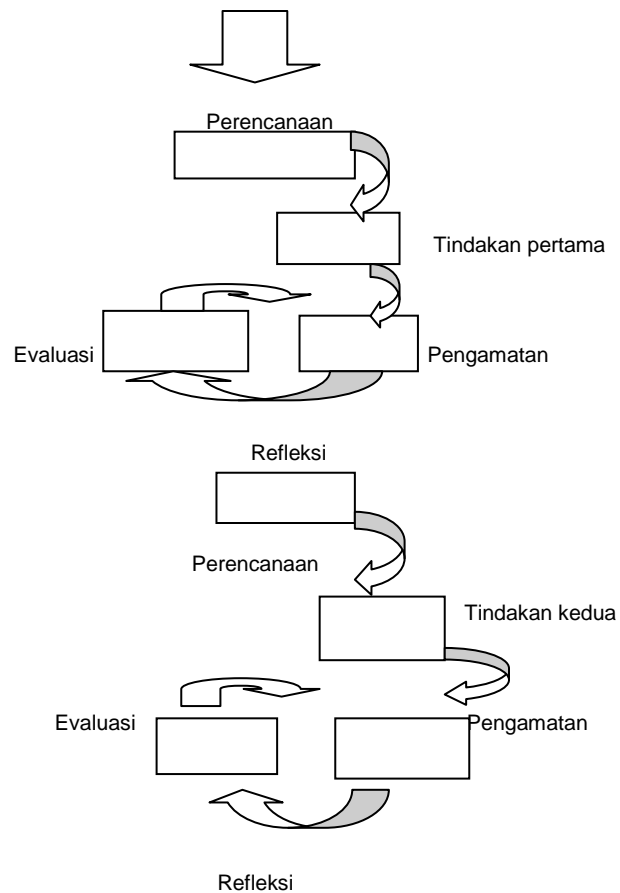 Perencanaan
Tindakan pertama
Evaluasi
Pengamatan
Refleksi
Perencanaan
Tindakan kedua
Evaluasi
Pengamatan
Refleksi